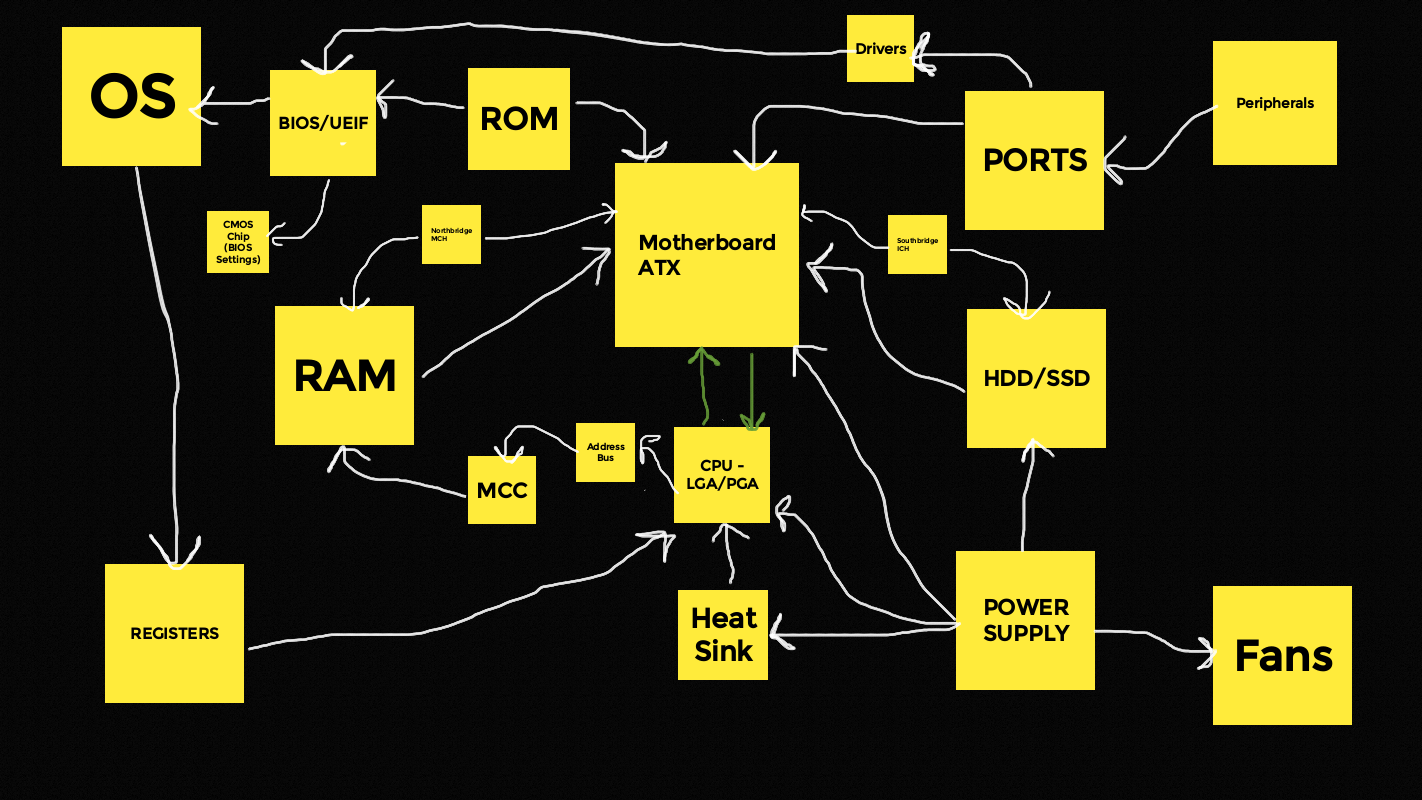 OS
BIOS/UEIF
ROM
Drivers
PORTS
Peripherals
CMOS
Chip
(BIOS
Settings)
Northbridge
MCH
Motherboard
ATX
Southbridge
ICH
RAM
HDD/SSD
MCC
Address
Bus
CPU -
LGA/PGA
REGISTERS
Heat
Sink
POWER
SUPPLY
Fans